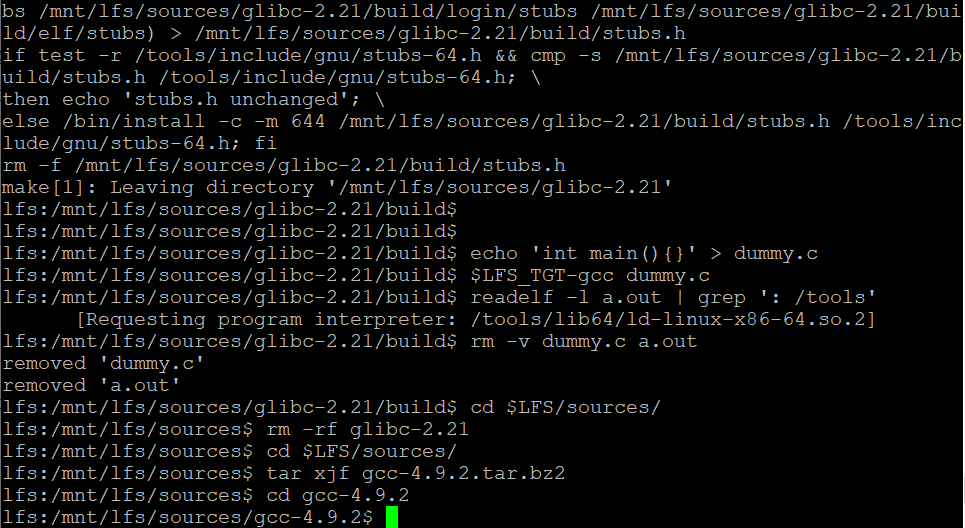 bs /mnt/lfs/sources/glibc-2.21/build/login/stubs /mnt/lfs/sources/glibc-2.21/bui
ld/elf/stubs) > /mnt/lfs/sources/glibc-2.21/build/stubs.h
if test -r /tools/include/gnu/stubs-64.h && cmp -s /mnt/lfs/sources/glibc-2.21/b
uild/stubs.h /tools/include/gnu/stubs-64.h; \
then echo 'stubs.h unchanged'; \
else /bin/install -c -m 644 /mnt/lfs/sources/glibc-2.21/build/stubs.h /tools/inc
lude/gnu/stubs-64.h; fi
rm -f /mnt/lfs/sources/glibc-2.21/build/stubs.h
make[1]: Leaving directory '/mnt/lfs/sources/glibc-2.21'
lfs:/mnt/lfs/sources/glibc-2.21/build$
lfs:/mnt/lfs/sources/glibc-2.21/build$
lfs:/mnt/lfs/sources/glibc-2.21/build$ echo 'int main(){}' > dummy.c
lfs:/mnt/lfs/sources/glibc-2.21/build$ $LFS_TGT-gcc dummy.c
lfs:/mnt/lfs/sources/glibc-2.21/build$ readelf -l a.out | grep ': /tools'
      [Requesting program interpreter: /tools/lib64/ld-linux-x86-64.so.2]
lfs:/mnt/lfs/sources/glibc-2.21/build$ rm -v dummy.c a.out
removed 'dummy.c'
removed 'a.out'
lfs:/mnt/lfs/sources/glibc-2.21/build$ cd $LFS/sources/
lfs:/mnt/lfs/sources$ rm -rf glibc-2.21
lfs:/mnt/lfs/sources$ cd $LFS/sources/
lfs:/mnt/lfs/sources$ tar xjf gcc-4.9.2.tar.bz2
lfs:/mnt/lfs/sources$ cd gcc-4.9.2
lfs:/mnt/lfs/sources/gcc-4.9.2$